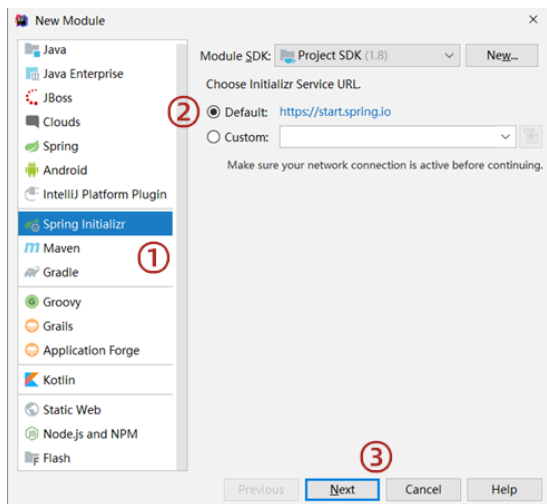 New Module
Java
Java Enterprise
JBoss
Clouds
Spring
Android
IntelliJ Platform Plugin
Spring Initializr
Maven
Gradle
Groovy
Grails
Application Forge
Kotlin
Static Web
Node.js and NPM
Flash
①
Module SDK: Project SDK (1.8) New...
Choose Initializr Service URL.
② Default: https://start.spring.io
Custom:
Make sure your network connection is active before continuing.
③
Previous Next Cancel Help